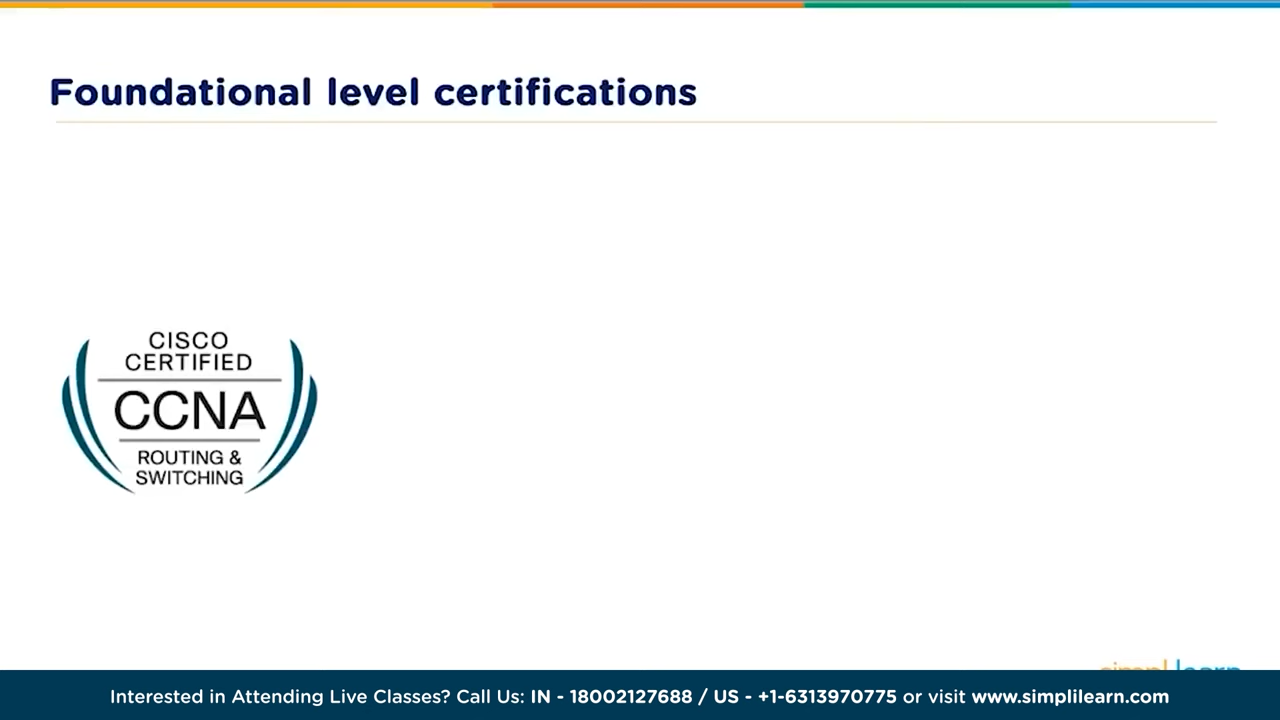 Foundational level certifications
CISCO
CERTIFIED
CCNA
ROUTING &
SWITCHING
simplilearn
Interested in Attending Live Classes? Call Us: IN - 18002127688 / US - +1-6313970775 or visit www.simplilearn.com